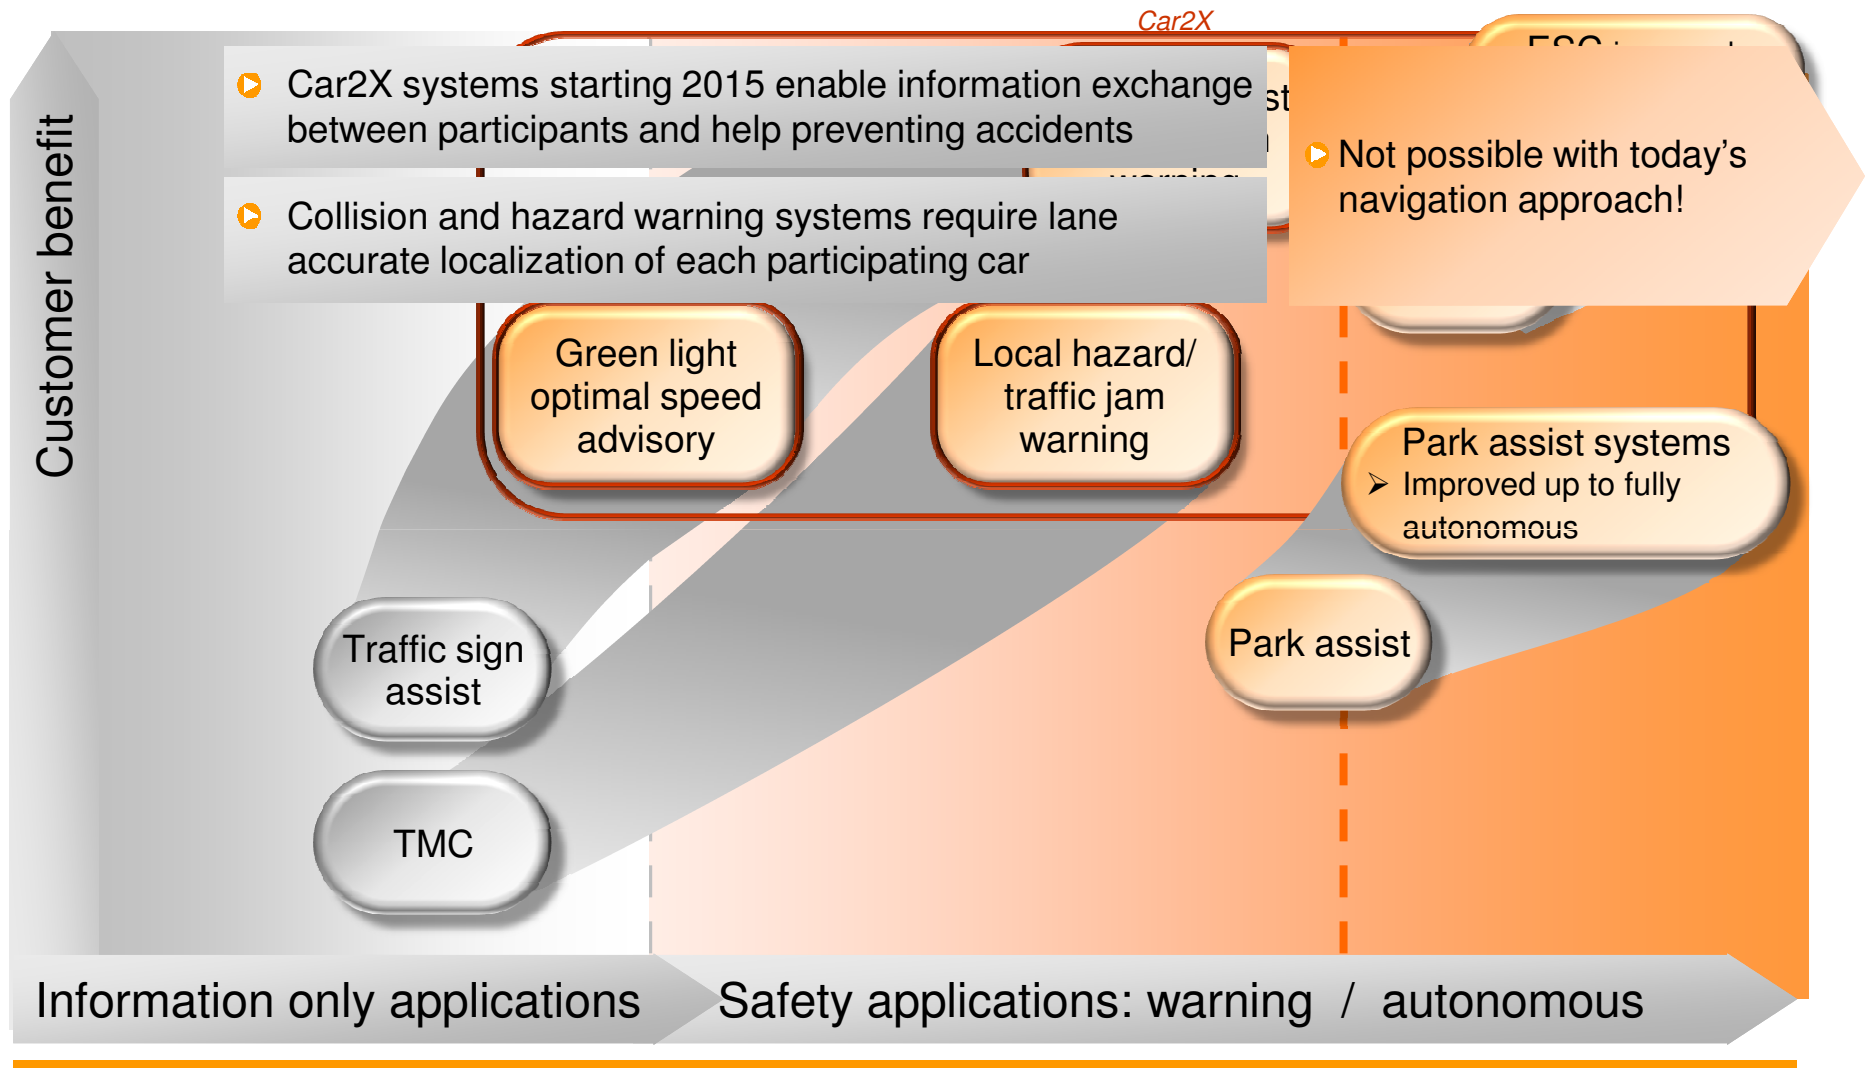 Car2X
Car2X systems starting 2015 enable information exchange
between participants and help preventing accidents
Collision and hazard warning systems require lane
accurate localization of each participating car
Not possible with today's
navigation approach!
Customer benefit
Green light
optimal speed
advisory
Local hazard/
traffic jam
warning
Park assist systems
➢ Improved up to fully
autonomous
Park assist
Traffic sign
assist
TMC
Information only applications
Safety applications: warning / autonomous